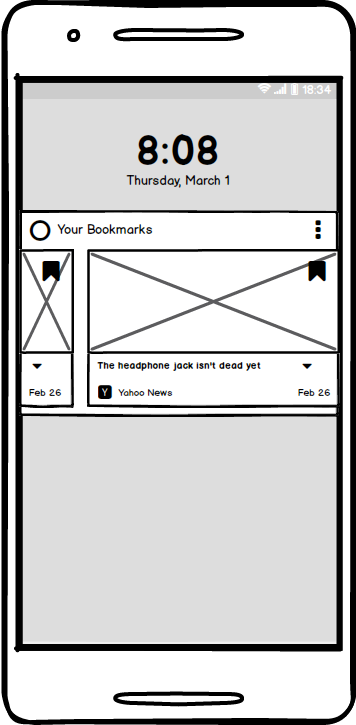 18:34
8:08
Thursday, March 1
Your Bookmarks
The headphone jack isn't dead yet
Feb 26
Y Yahoo News Feb 26